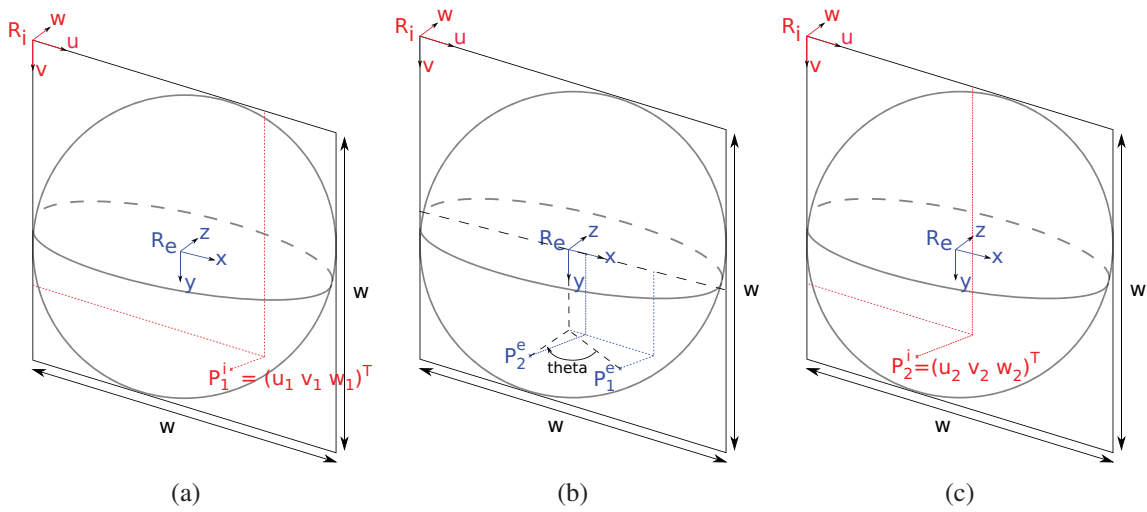 R_i w u v
R_e z x y
w
P_1^i = (u_1 v_1 w_1)^T
w
(a)
R_i w u v
R_e z x y
w
P_2^e theta P_1^e
w
(b)
R_i w u v
R_e z x y
w
P_2^i=(u_2 v_2 w_2)^T
w
(c)